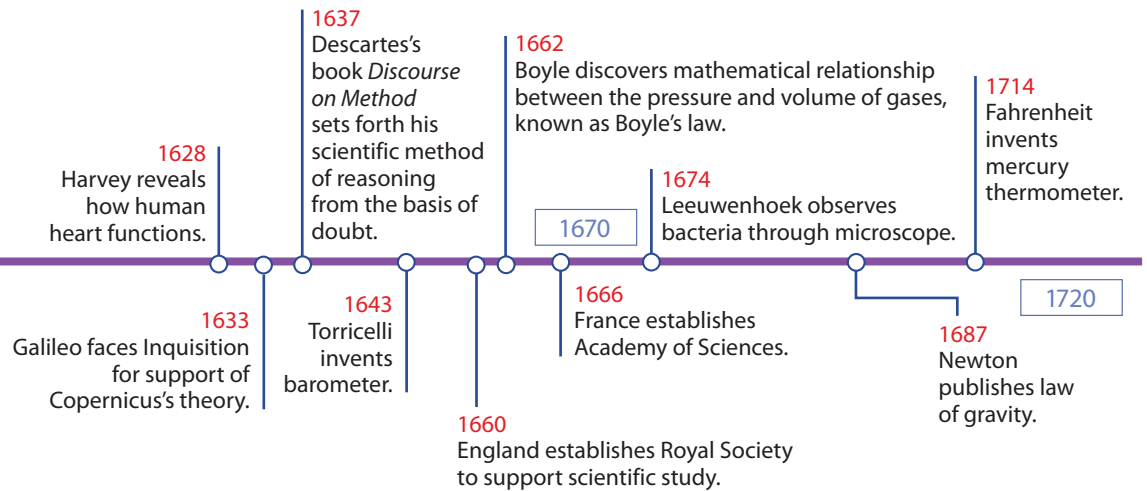 1628
Harvey reveals
how human
heart functions.
1633
Galileo faces Inquisition
for support of
Copernicus’s theory.
1637
Descartes’s
book Discourse
on Method
sets forth his
scientific method
of reasoning
from the basis of
doubt.
1643
Torricelli
invents
barometer.
1660
England establishes Royal Society
to support scientific study.
1662
Boyle discovers mathematical relationship
between the pressure and volume of gases,
known as Boyle’s law.
1666
France establishes
Academy of Sciences.
1670
1674
Leeuwenhoek observes
bacteria through microscope.
1687
Newton
publishes law
of gravity.
1714
Fahrenheit
invents
mercury
thermometer.
1720